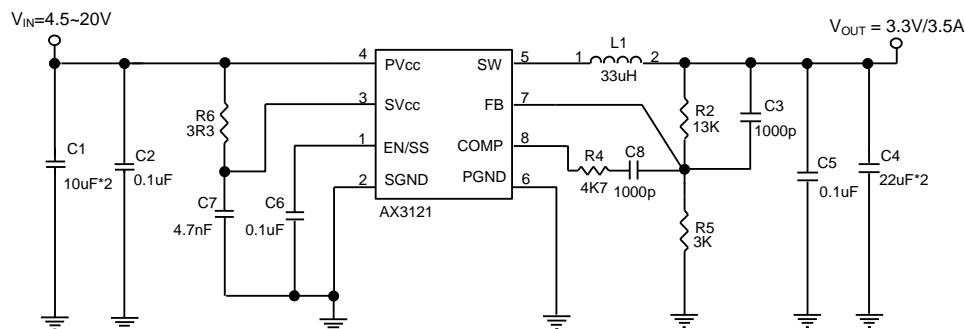 VIN=4.5~20V
VOUT = 3.3V/3.5A
4 PVcc SW 5
1 L1 2
33uH
3 SVcc FB 7
R6
3R3
R2
13K
C3
1000p
1 EN/SS COMP 8
R4
4K7
C8
1000p
C1
10uF*2
C2
0.1uF
2 SGND PGND 6
AX3121
C5
0.1uF
C4
22uF*2
C7
4.7nF
C6
0.1uF
R5
3K